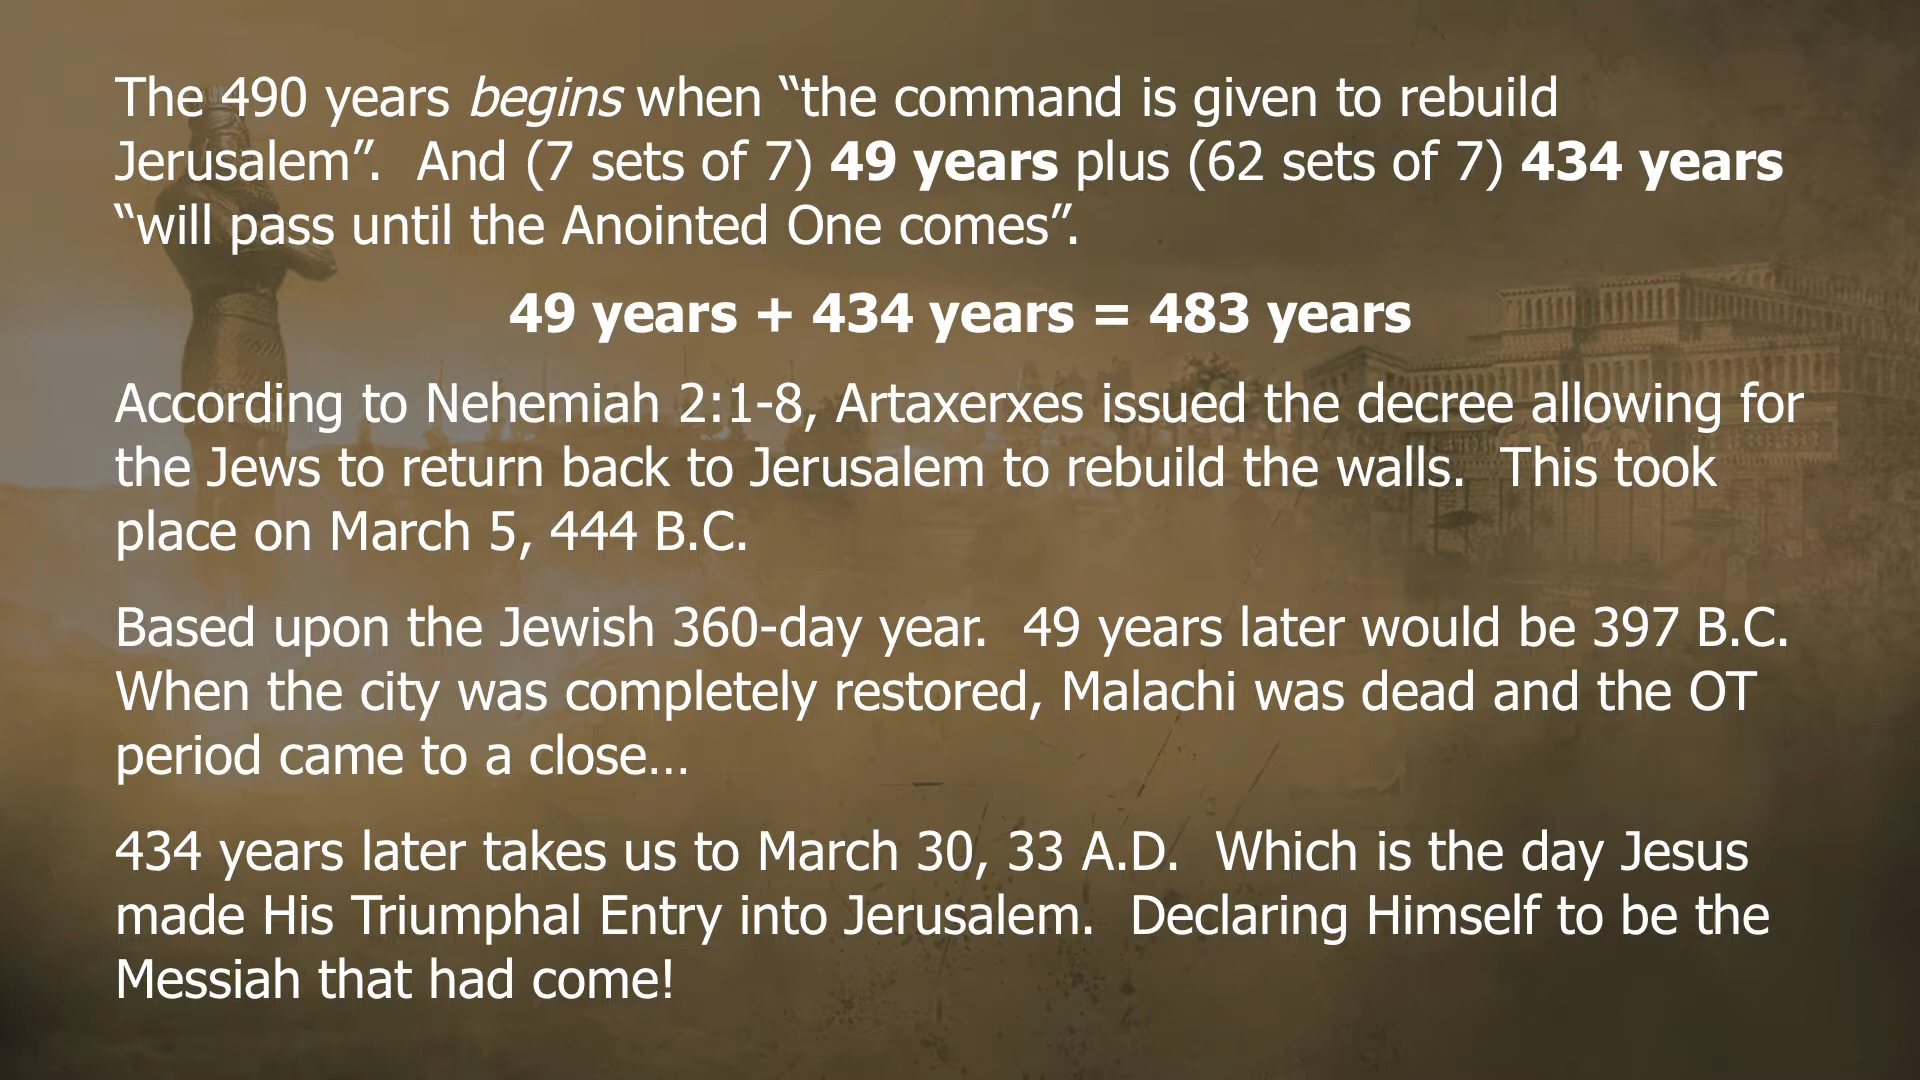 The 490 years begins when “the command is given to rebuild
Jerusalem”.  And (7 sets of 7) 49 years plus (62 sets of 7) 434 years
“will pass until the Anointed One comes”.
49 years + 434 years = 483 years
According to Nehemiah 2:1-8, Artaxerxes issued the decree allowing for
the Jews to return back to Jerusalem to rebuild the walls.  This took
place on March 5, 444 B.C.
Based upon the Jewish 360-day year.  49 years later would be 397 B.C.
When the city was completely restored, Malachi was dead and the OT
period came to a close…
434 years later takes us to March 30, 33 A.D.  Which is the day Jesus
made His Triumphal Entry into Jerusalem.  Declaring Himself to be the
Messiah that had come!